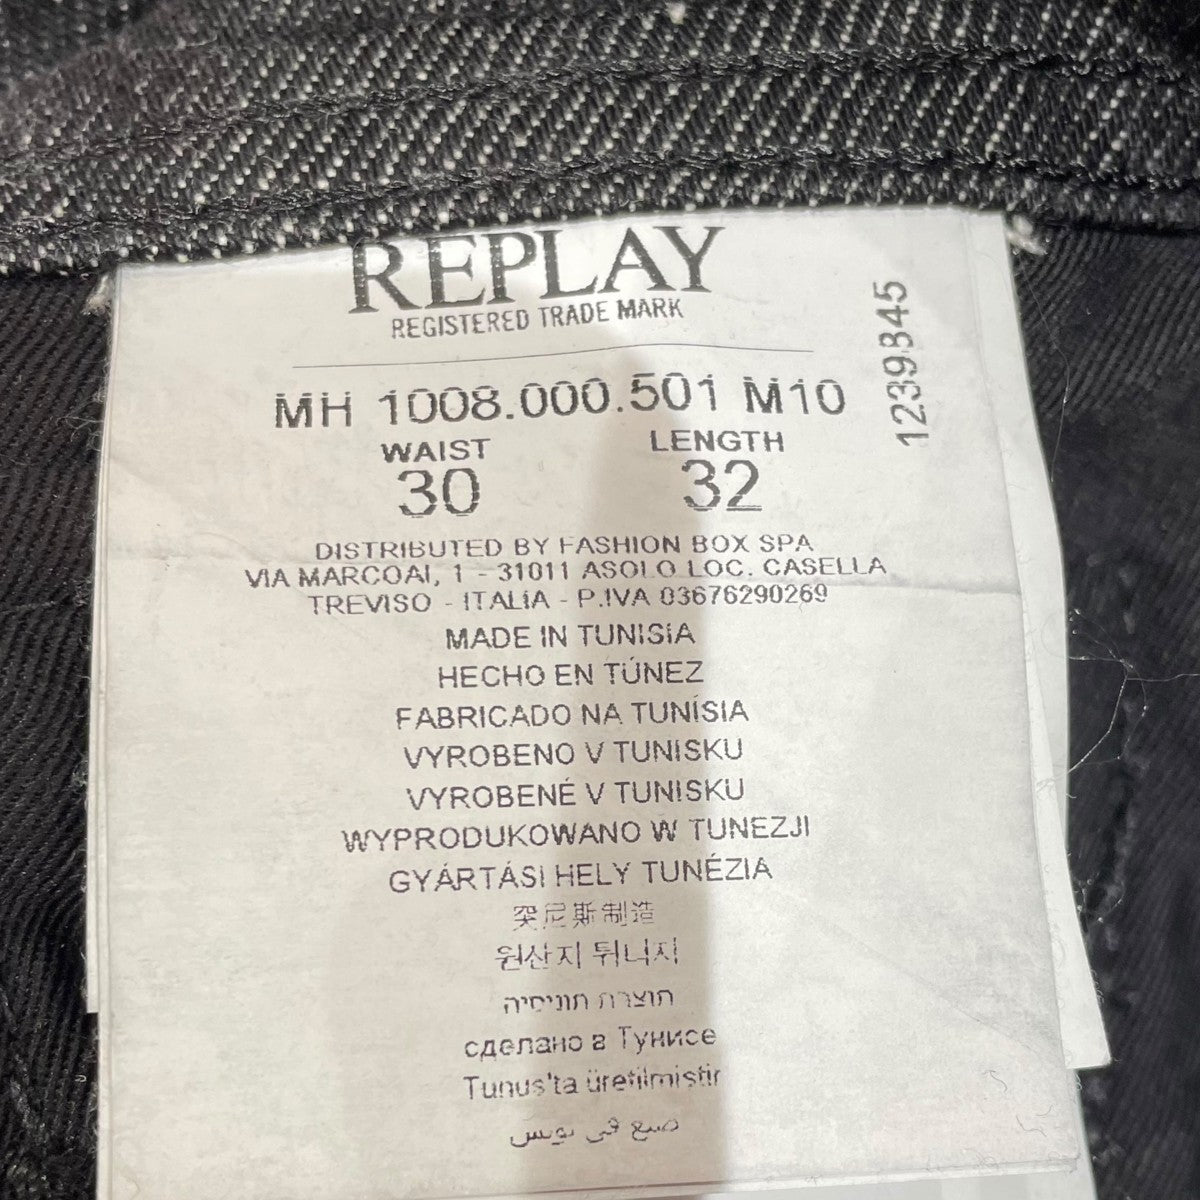 REPLAY
REGISTERED TRADE MARK
1239845
MH 1008.000.501 M10
WAIST LENGTH
30 32
DISTRIBUTED BY FASHION BOX SPA
VIA MARCOAI, 1 - 31011 ASOLO LOC. CASELLA
TREVISO - ITALIA - P.IVA 03676290269
MADE IN TUNISIA
HECHO EN TÚNEZ
FABRICADO NA TUNÍSIA
VYROBENO V TUNISKU
VYROBENÉ V TUNISKU
WYPRODUKOWANO W TUNEZJI
GYÁRTÁSI HELY TUNÉZIA
突尼斯制造
원산지 튀니지
תוצרת תוניסיה
сделано в Тунисе
Tunus'ta üretilmistir
صنع في تونس